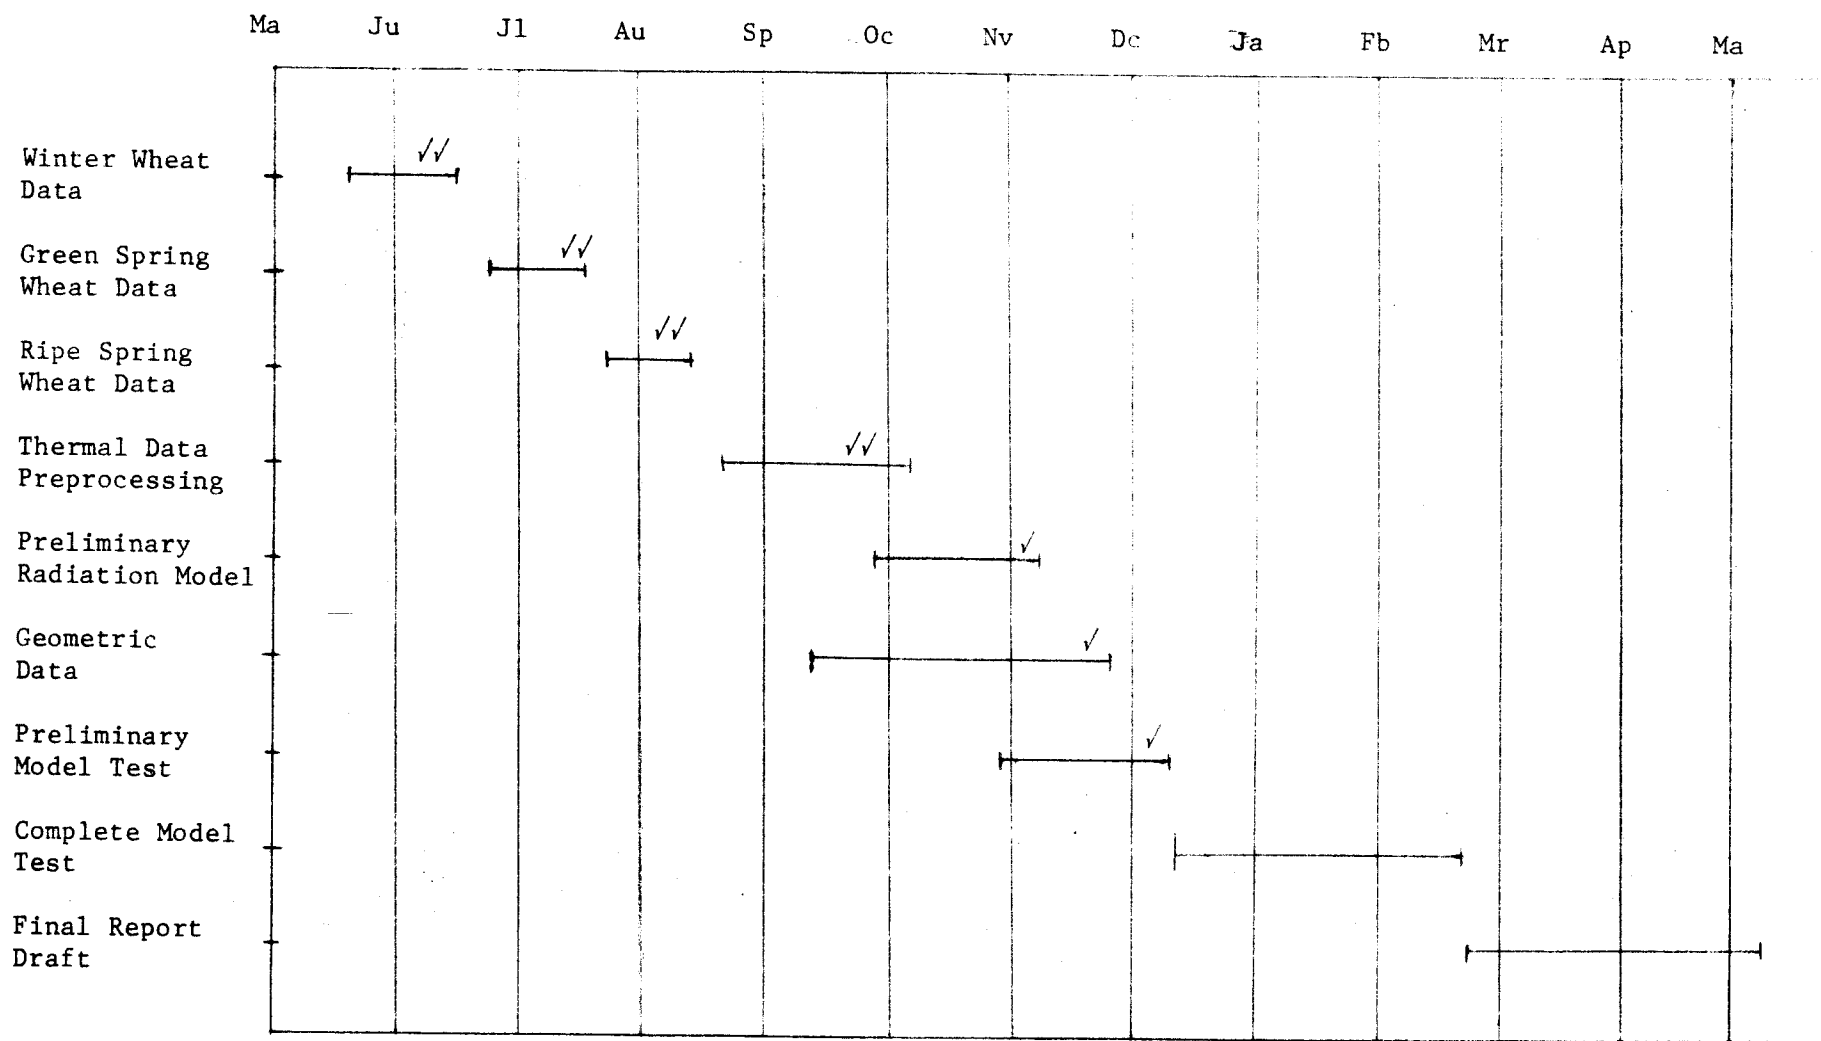 Ma Ju Jl Au Sp Oc Nv Dc Ja Fb Mr Ap Ma
Winter Wheat
Data
√√
Green Spring
Wheat Data
√√
Ripe Spring
Wheat Data
√√
Thermal Data
Preprocessing
√√
Preliminary
Radiation Model
√
Geometric
Data
√
Preliminary
Model Test
√
Complete Model
Test
Final Report
Draft